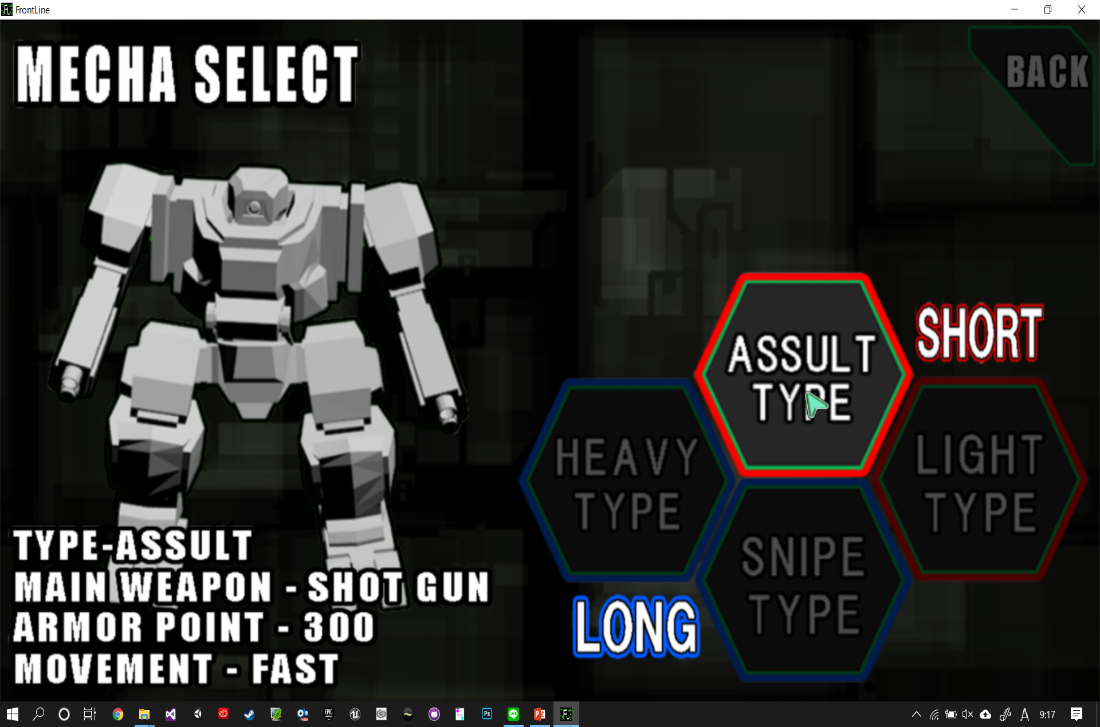 FrontLine
MECHA SELECT
BACK
ASSULT
TYPE
SHORT
HEAVY
TYPE
LIGHT
TYPE
SNIPE
TYPE
LONG
TYPE-ASSULT
MAIN WEAPON - SHOT GUN
ARMOR POINT - 300
MOVEMENT - FAST
9:17